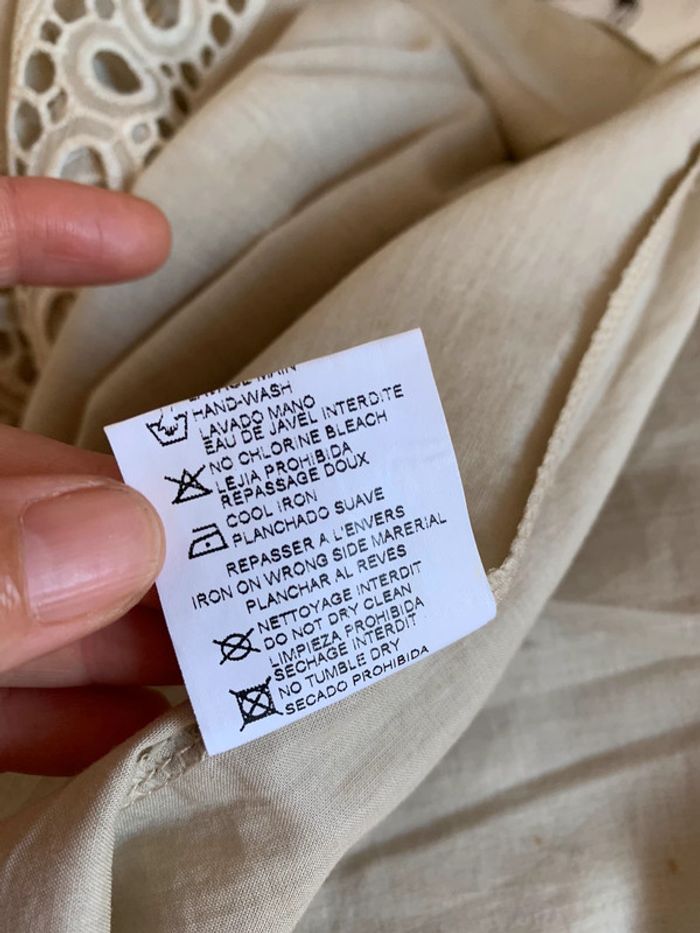 LAVAGE MAIN
HAND-WASH
LAVADO MANO
EAU DE JAVEL INTERDITE
NO CHLORINE BLEACH
LEJIA PROHIBIDA
REPASSAGE DOUX
COOL IRON
PLANCHADO SUAVE
REPASSER A L'ENVERS
IRON ON WRONG SIDE MARERIAL
PLANCHAR AL REVES
NETTOYAGE INTERDIT
DO NOT DRY CLEAN
LIMPIEZA PROHIBIDA
SECHAGE INTERDIT
NO TUMBLE DRY
SECADO PROHIBIDA